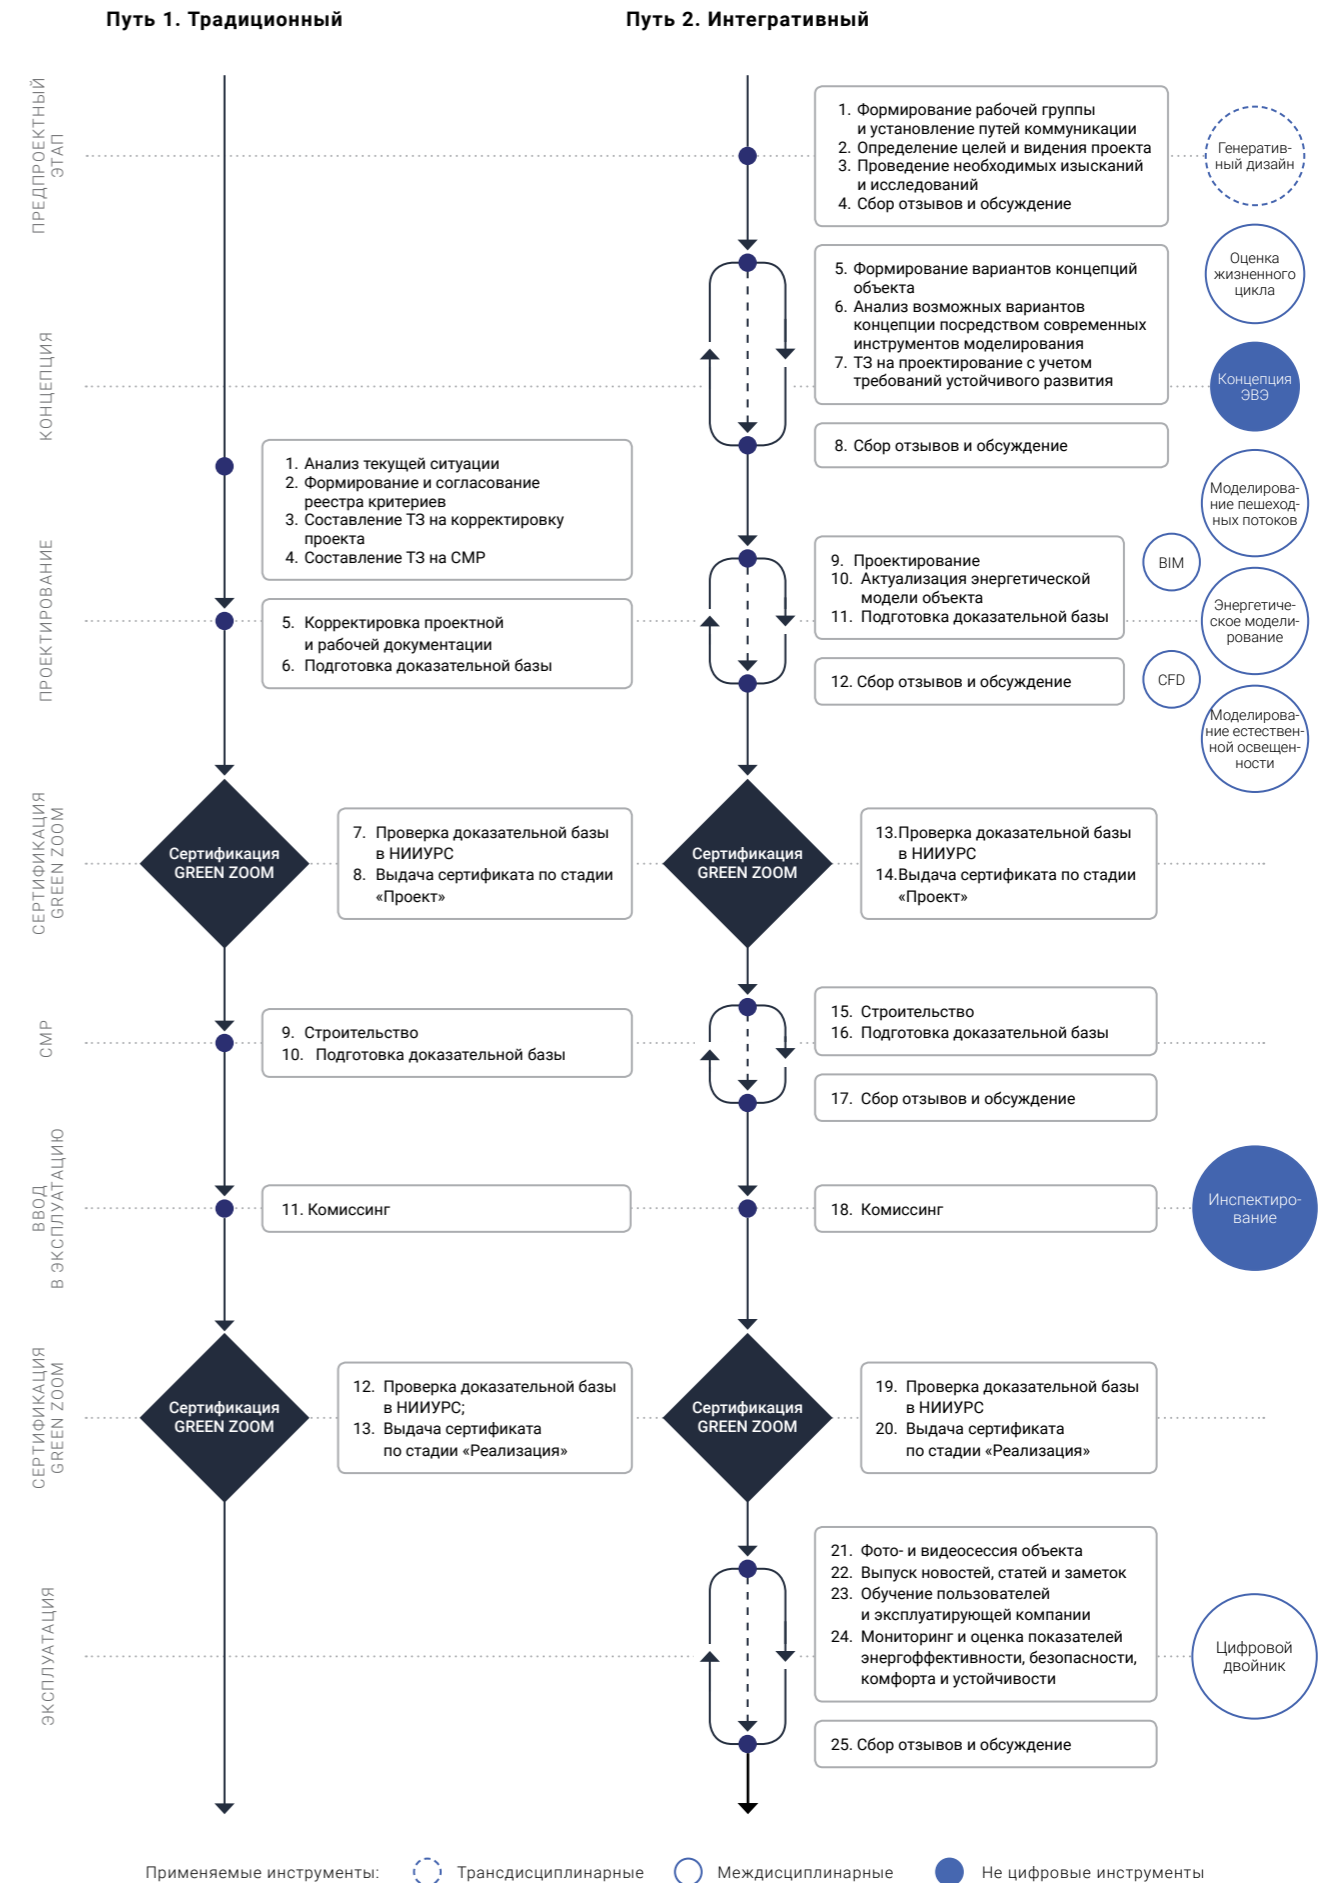 Путь 1. Традиционный
Путь 2. Интегративный
ПРЕДПРОЕКТНЫЙ
ЭТАП
1. Формирование рабочей группы
и установление путей коммуникации
2. Определение целей и видения проекта
3. Проведение необходимых изысканий
и исследований
4. Сбор отзывов и обсуждение
Генератив-
ный дизайн
Оценка
жизненного
цикла
КОНЦЕПЦИЯ
5. Формирование вариантов концепций
объекта
6. Анализ возможных вариантов
концепции посредством современных
инструментов моделирования
7. ТЗ на проектирование с учетом
требований устойчивого развития
Концепция
ЭВЭ
8. Сбор отзывов и обсуждение
1. Анализ текущей ситуации
2. Формирование и согласование
реестра критериев
3. Составление ТЗ на корректировку
проекта
4. Составление ТЗ на СМР
Моделирова-
ние пешеход-
ных потоков
ПРОЕКТИРОВАНИЕ
5. Корректировка проектной
и рабочей документации
6. Подготовка доказательной базы
9. Проектирование
10. Актуализация энергетической
модели объекта
11. Подготовка доказательной базы
BIM
Энергетиче-
ское модели-
рование
12. Сбор отзывов и обсуждение
CFD
Моделирова-
ние естествен-
ной освещен-
ности
СЕРТИФИКАЦИЯ
GREEN ZOOM
Сертификация
GREEN ZOOM
7. Проверка доказательной базы
в НИИУРС
8. Выдача сертификата по стадии
«Проект»
Сертификация
GREEN ZOOM
13.Проверка доказательной базы
в НИИУРС
14.Выдача сертификата по стадии
«Проект»
СМР
9. Строительство
10. Подготовка доказательной базы
15. Строительство
16. Подготовка доказательной базы
17. Сбор отзывов и обсуждение
ВВОД
В ЭКСПЛУАТАЦИЮ
11. Комиссинг
18. Комиссинг
Инспектиро-
вание
СЕРТИФИКАЦИЯ
GREEN ZOOM
Сертификация
GREEN ZOOM
12. Проверка доказательной базы
в НИИУРС;
13. Выдача сертификата
по стадии «Реализация»
Сертификация
GREEN ZOOM
19. Проверка доказательной базы
в НИИУРС
20. Выдача сертификата
по стадии «Реализация»
ЭКСПЛУАТАЦИЯ
21. Фото- и видеосессия объекта
22. Выпуск новостей, статей и заметок
23. Обучение пользователей
и эксплуатирующей компании
24. Мониторинг и оценка показателей
энергоффективности, безопасности,
комфорта и устойчивости
Цифровой
двойник
25. Сбор отзывов и обсуждение
Применяемые инструменты:
Трансдисциплинарные
Междисциплинарные
Не цифровые инструменты